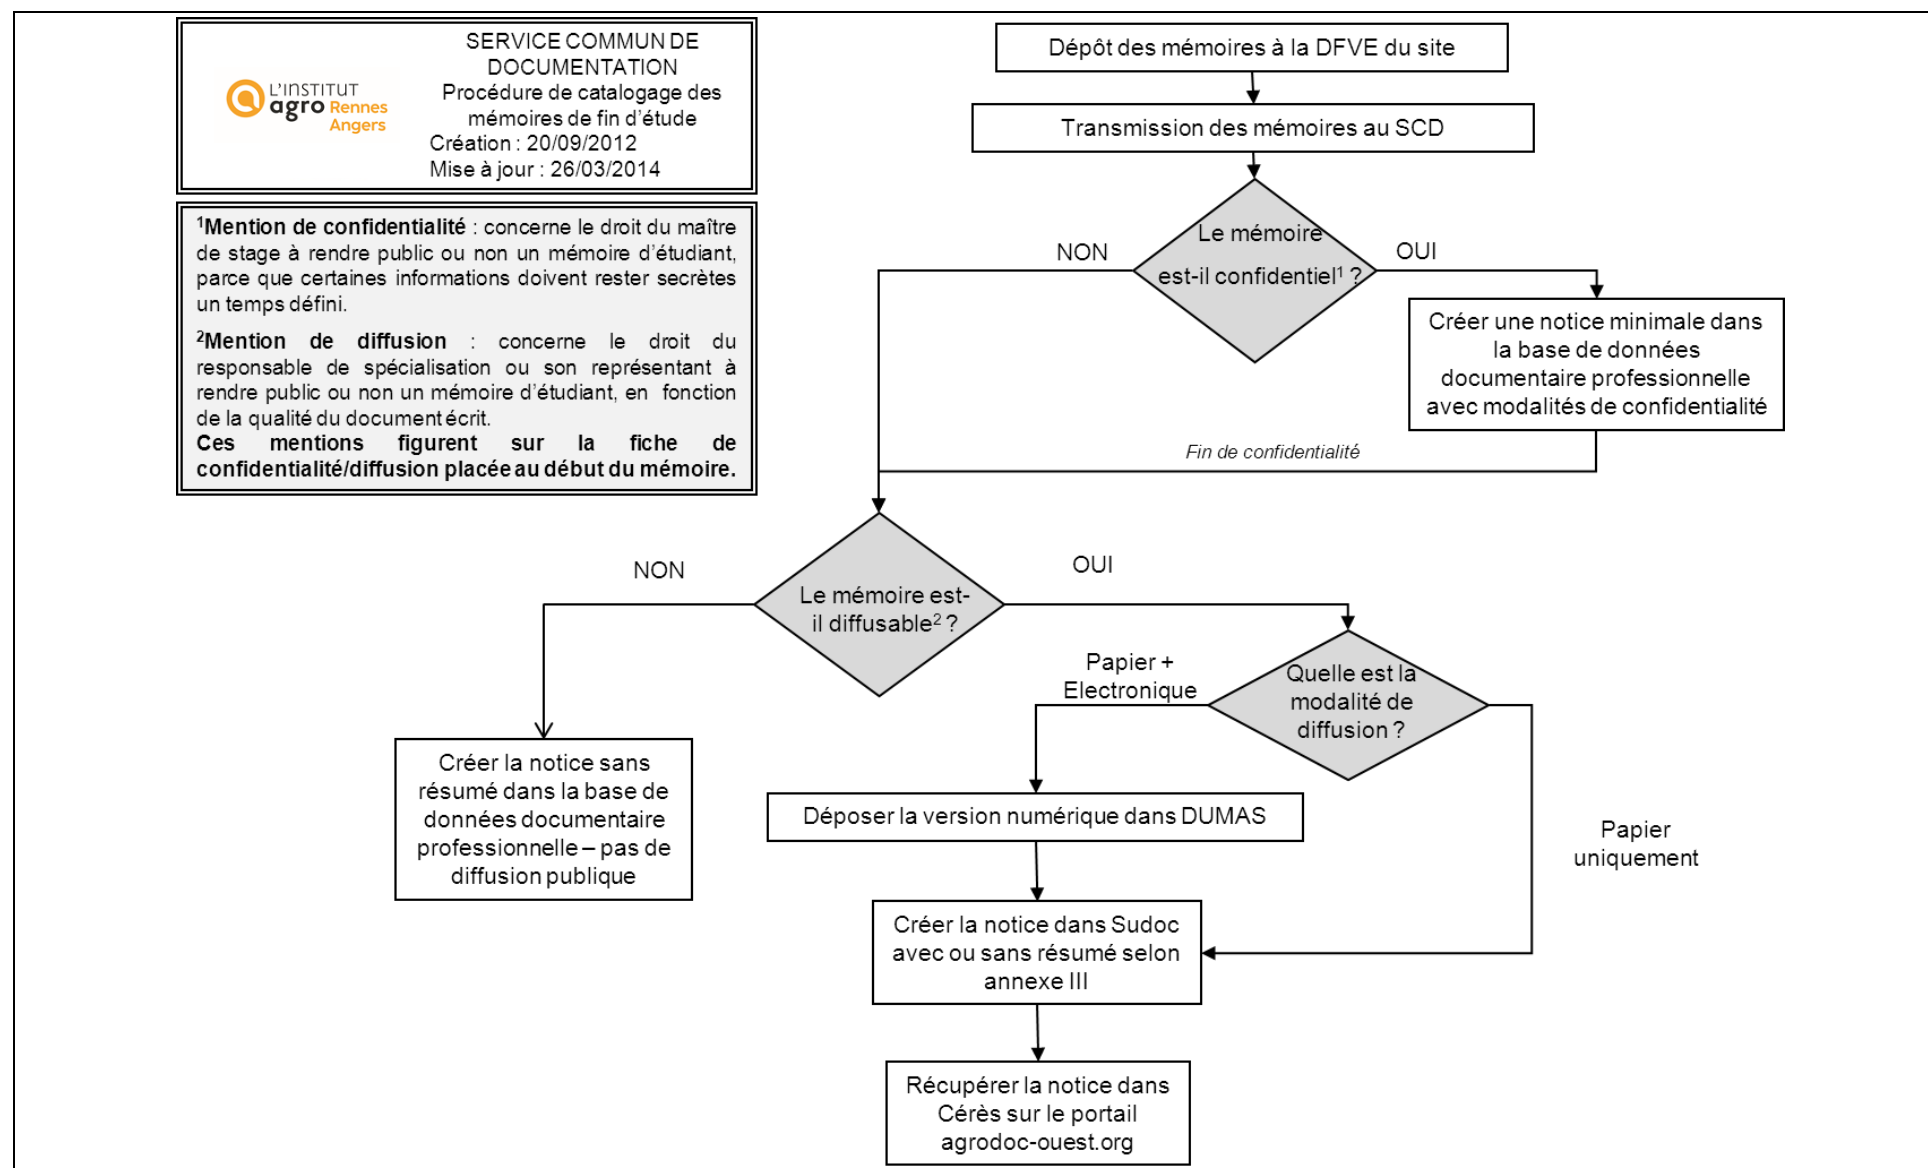 L'INSTITUT
agro Rennes
Angers
SERVICE COMMUN DE
DOCUMENTATION
Procédure de catalogage des
mémoires de fin d'étude
Création : 20/09/2012
Mise à jour : 26/03/2014
¹Mention de confidentialité : concerne le droit du maître
de stage à rendre public ou non un mémoire d'étudiant,
parce que certaines informations doivent rester secrètes
un temps défini.
²Mention de diffusion : concerne le droit du
responsable de spécialisation ou son représentant à
rendre public ou non un mémoire d'étudiant, en fonction
de la qualité du document écrit.
Ces mentions figurent sur la fiche de
confidentialité/diffusion placée au début du mémoire.
Dépôt des mémoires à la DFVE du site
Transmission des mémoires au SCD
Le mémoire
est-il confidentiel¹ ?
NON
OUI
Créer une notice minimale dans
la base de données
documentaire professionnelle
avec modalités de confidentialité
Fin de confidentialité
Le mémoire est-
il diffusable² ?
NON
OUI
Créer la notice sans
résumé dans la base de
données documentaire
professionnelle – pas de
diffusion publique
Quelle est la
modalité de
diffusion ?
Papier +
Electronique
Papier
uniquement
Déposer la version numérique dans DUMAS
Créer la notice dans Sudoc
avec ou sans résumé selon
annexe III
Récupérer la notice dans
Cérès sur le portail
agrodoc-ouest.org